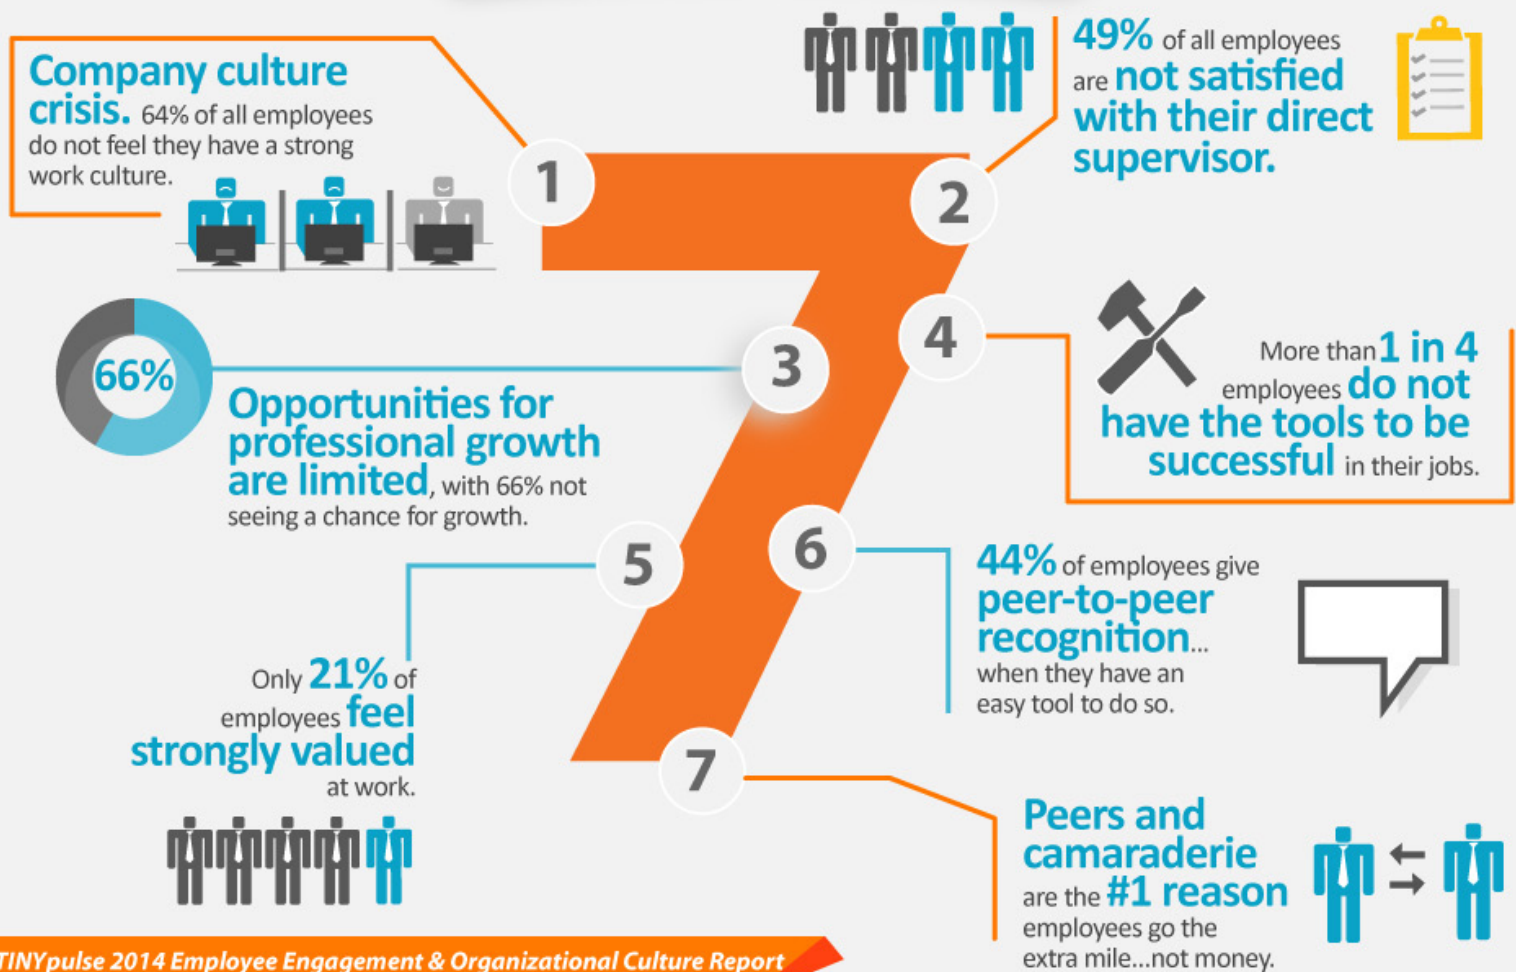 Company culture
crisis. 64% of all employees
do not feel they have a strong
work culture.
1
49% of all employees
are not satisfied
with their direct
supervisor.
2
66%
Opportunities for
professional growth
are limited, with 66% not
seeing a chance for growth.
3
4
More than 1 in 4
employees do not
have the tools to be
successful in their jobs.
5
Only 21% of
employees feel
strongly valued
at work.
6
44% of employees give
peer-to-peer
recognition...
when they have an
easy tool to do so.
7
Peers and
camaraderie
are the #1 reason
employees go the
extra mile...not money.
TINYpulse 2014 Employee Engagement & Organizational Culture Report